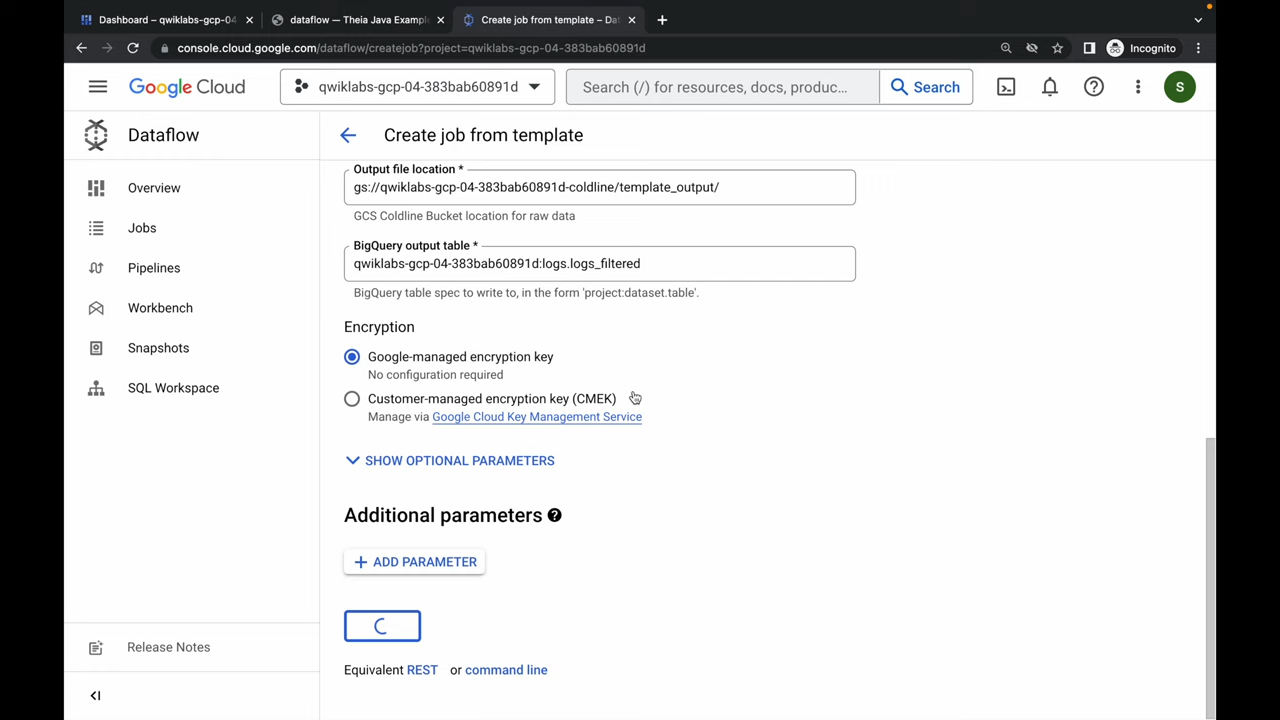 Dashboard – qwiklabs-gcp-04
dataflow — Theia Java Example
Create job from template – Dat
console.cloud.google.com/dataflow/createjob?project=qwiklabs-gcp-04-383bab60891d
Incognito
Google Cloud
qwiklabs-gcp-04-383bab60891d
Search (/) for resources, docs, produc...
Search
S
Dataflow
Create job from template
Overview
Jobs
Pipelines
Workbench
Snapshots
SQL Workspace
Output file location *
gs://qwiklabs-gcp-04-383bab60891d-coldline/template_output/
GCS Coldline Bucket location for raw data
BigQuery output table *
qwiklabs-gcp-04-383bab60891d:logs.logs_filtered
BigQuery table spec to write to, in the form 'project:dataset.table'.
Encryption
Google-managed encryption key
No configuration required
Customer-managed encryption key (CMEK)
Manage via Google Cloud Key Management Service
SHOW OPTIONAL PARAMETERS
Additional parameters
+ ADD PARAMETER
Equivalent REST or command line
Release Notes